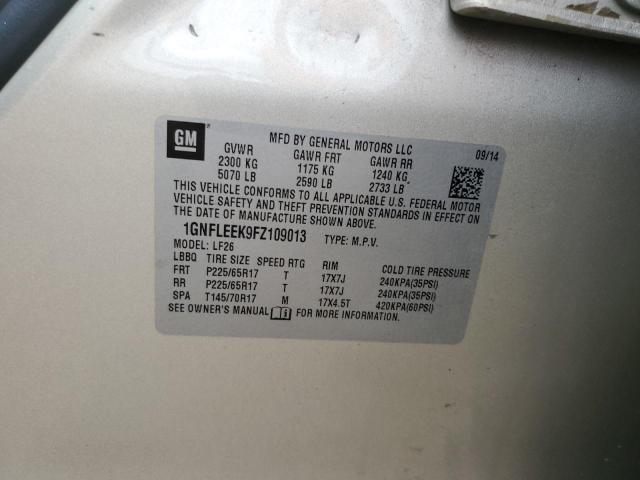 GM
MFD BY GENERAL MOTORS LLC
09/14
GVWR GAWR FRT GAWR RR
2300 KG 1175 KG 1240 KG
5070 LB 2590 LB 2733 LB
THIS VEHICLE CONFORMS TO ALL APPLICABLE U.S. FEDERAL MOTOR
VEHICLE SAFETY AND THEFT PREVENTION STANDARDS IN EFFECT ON
THE DATE OF MANUFACTURE SHOWN ABOVE.
1GNFLEEK9FZ109013 TYPE: M.P.V.
MODEL: LF26
LBBQ TIRE SIZE SPEED RTG RIM COLD TIRE PRESSURE
FRT P225/65R17 T 17X7J 240KPA(35PSI)
RR P225/65R17 T 17X7J 240KPA(35PSI)
SPA T145/70R17 M 17X4.5T 420KPA(60PSI)
SEE OWNER'S MANUAL FOR MORE INFORMATION.